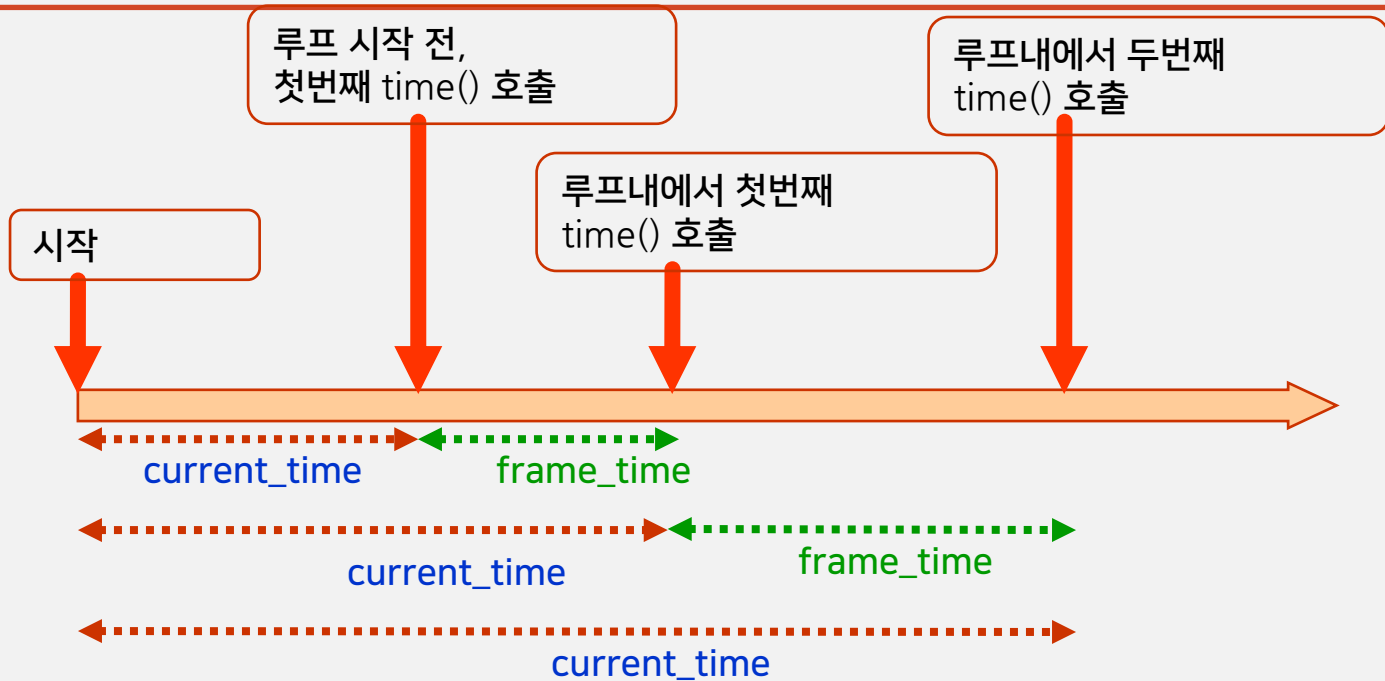 루프 시작 전,
첫번째 time() 호출
루프내에서 두번째
time() 호출
루프내에서 첫번째
time() 호출
시작
current_time
frame_time
current_time
frame_time
current_time